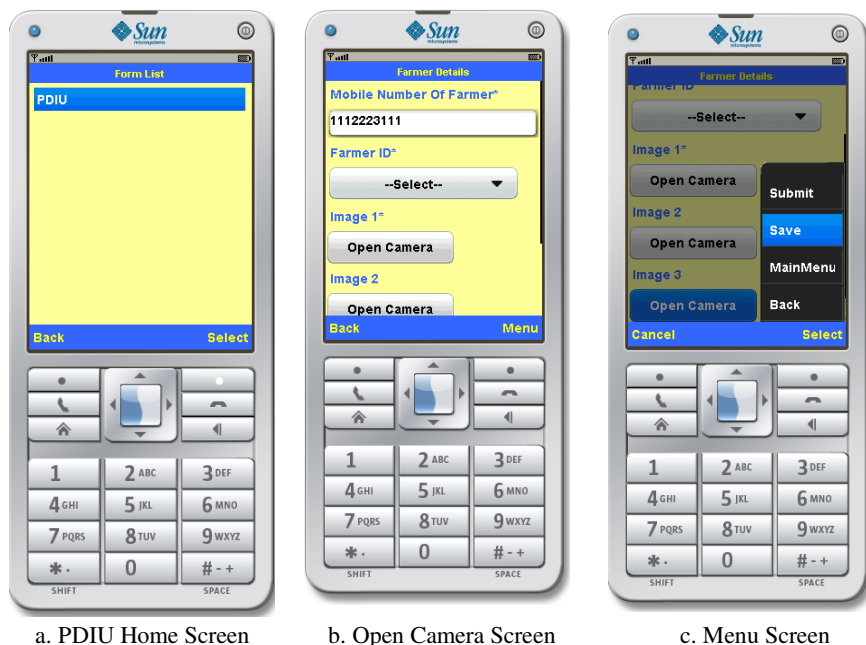 Sun
microsystems
Form List
PDIU
Back Select
1 2 ABC 3 DEF
4 GHI 5 JKL 6 MNO
7 PQRS 8 TUV 9 WXYZ
* . 0 # - +
SHIFT SPACE
a. PDIU Home Screen
Sun
microsystems
Farmer Details
Mobile Number Of Farmer*
1112223111
Farmer ID*
--Select--
Image 1*
Open Camera
Image 2
Open Camera
Back Menu
1 2 ABC 3 DEF
4 GHI 5 JKL 6 MNO
7 PQRS 8 TUV 9 WXYZ
* . 0 # - +
SHIFT SPACE
b. Open Camera Screen
Sun
microsystems
Farmer Details
Farmer ID
--Select--
Image 1*
Open Camera
Image 2
Open Camera
Image 3
Open Camera
Submit
Save
MainMenu
Back
Cancel Select
1 2 ABC 3 DEF
4 GHI 5 JKL 6 MNO
7 PQRS 8 TUV 9 WXYZ
* . 0 # - +
SHIFT SPACE
c. Menu Screen